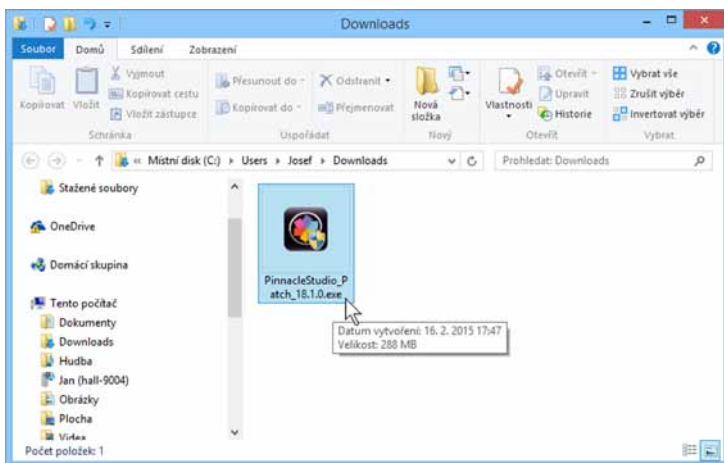 Downloads
Soubor Domů Sdílení Zobrazení
Kopírovat
Vložit
Vyjmout
Kopírovat cestu
Vložit zástupce
Schránka
Přesunout do
Kopírovat do
Odstranit
Přejmenovat
Uspořádat
Nová
složka
Nový
Vlastnosti
Otevřít
Upravit
Historie
Otevřít
Vybrat vše
Zrušit výběr
Invertovat výběr
Vybrat
« Místní disk (C:) Users Josef Downloads
Prohledat: Downloads
Stažené soubory
OneDrive
Domácí skupina
Tento počítač
Dokumenty
Downloads
Hudba
Jan (hall-9004)
Obrázky
Plocha
Videa
PinnacleStudio_P
atch_18.1.0.exe
Datum vytvoření: 16. 2. 2015 17:47
Velikost: 288 MB
Počet položek: 1